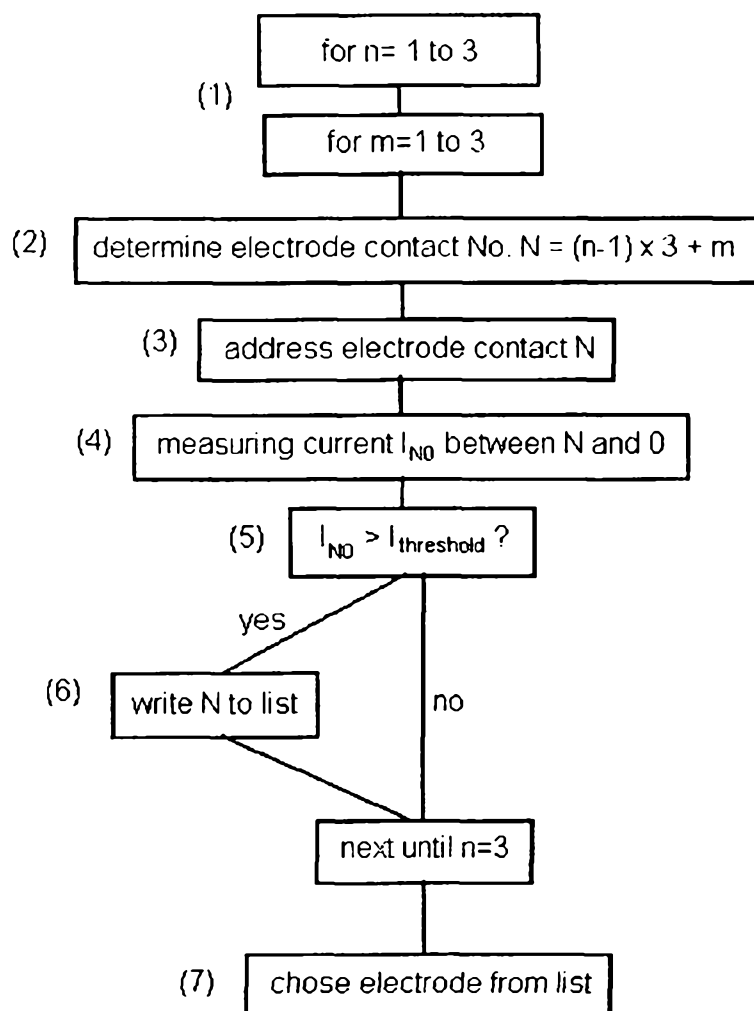 for n= 1 to 3
(1)
for m=1 to 3
(2) determine electrode contact No. N = (n-1) x 3 + m
(3) address electrode contact N
(4) measuring current I_N0 between N and 0
(5) I_N0 > I_threshold ?
yes
(6) write N to list
no
next until n=3
(7) chose electrode from list